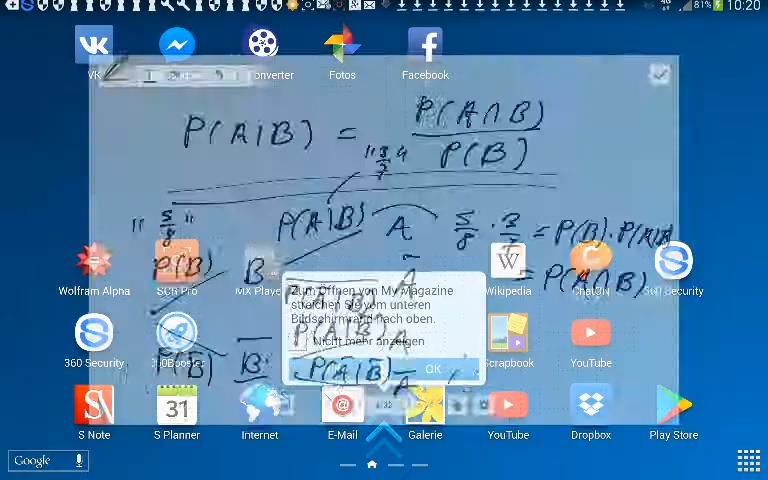 81% 10:20
VK Converter Fotos Facebook
P(A|B) = P(A∩B) / P(B)
" 3/7 "
" 5/8 " P(A|B) A 5/8 · 3/7 = P(B) · P(A|B)
P(B) B = P(A∩B)
Wolfram Alpha SCR Pro MX Player Wikipedia ChatON 360 Security
Zum Öffnen von My Magazine
streichen Sie vom unteren
Bildschirmrand nach oben.
P(A|B̄) A
Nicht mehr anzeigen
360 Security Scrapbook YouTube
P(B̄) B̄ P(Ā|B̄) Ā
OK
31
S Note S Planner Internet E-Mail Galerie YouTube Dropbox Play Store
Google